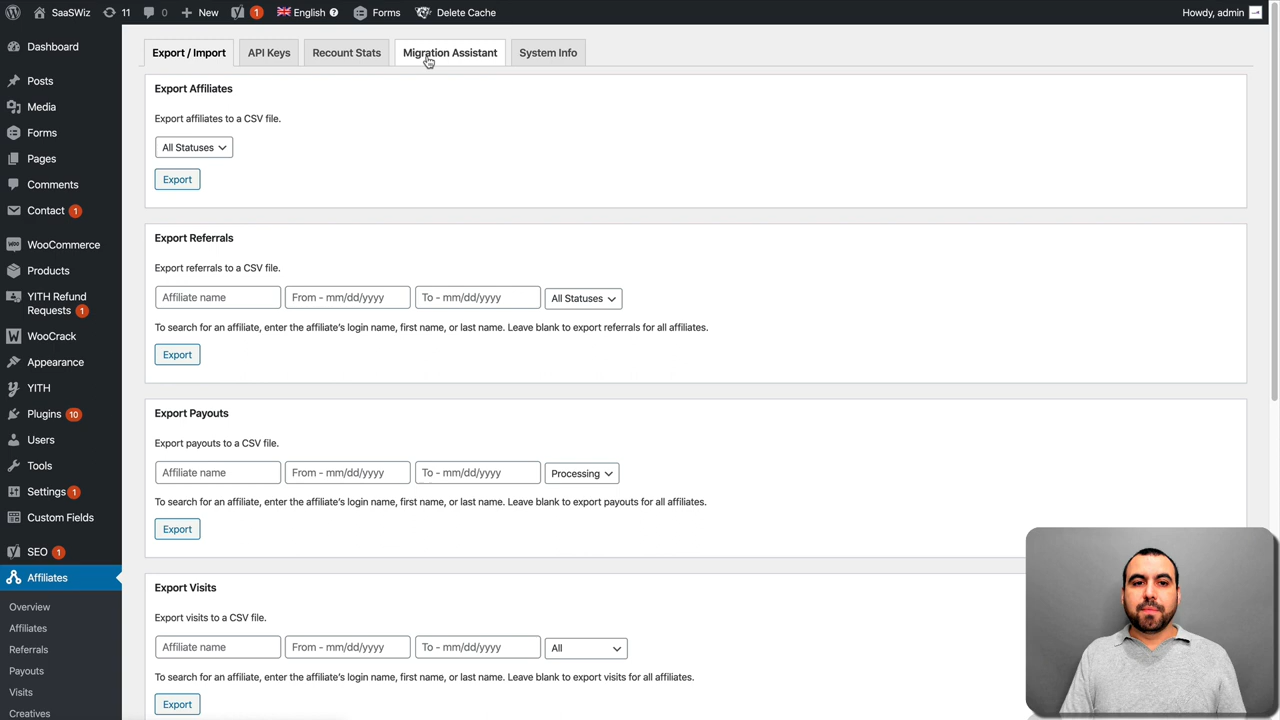 SaaSWiz 11 0 New 1 English Forms Delete Cache Howdy, admin
Dashboard
Posts
Media
Forms
Pages
Comments
Contact 1
WooCommerce
Products
YITH Refund
Requests 1
WooCrack
Appearance
YITH
Plugins 10
Users
Tools
Settings 1
Custom Fields
SEO 1
Affiliates
Overview
Affiliates
Referrals
Payouts
Visits
Creatives
Export / Import API Keys Recount Stats Migration Assistant System Info
Export Affiliates
Export affiliates to a CSV file.
All Statuses
Export
Export Referrals
Export referrals to a CSV file.
Affiliate name From - mm/dd/yyyy To - mm/dd/yyyy All Statuses
To search for an affiliate, enter the affiliate's login name, first name, or last name. Leave blank to export referrals for all affiliates.
Export
Export Payouts
Export payouts to a CSV file.
Affiliate name From - mm/dd/yyyy To - mm/dd/yyyy Processing
To search for an affiliate, enter the affiliate's login name, first name, or last name. Leave blank to export payouts for all affiliates.
Export
Export Visits
Export visits to a CSV file.
Affiliate name From - mm/dd/yyyy To - mm/dd/yyyy All
To search for an affiliate, enter the affiliate's login name, first name, or last name. Leave blank to export visits for all affiliates.
Export